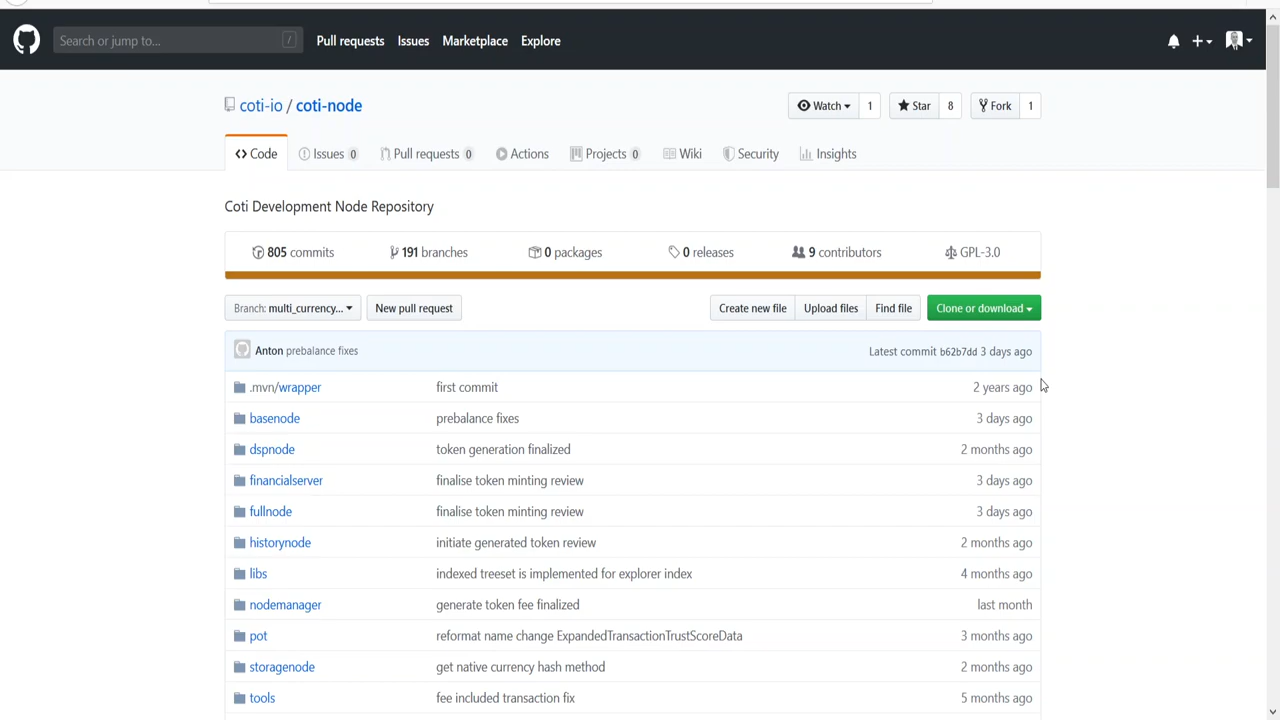 Search or jump to... / Pull requests Issues Marketplace Explore
coti-io / coti-node Watch 1 Star 8 Fork 1
Code Issues 0 Pull requests 0 Actions Projects 0 Wiki Security Insights
Coti Development Node Repository
805 commits 191 branches 0 packages 0 releases 9 contributors GPL-3.0
Branch: multi_currency... New pull request Create new file Upload files Find file Clone or download
Anton prebalance fixes Latest commit b62b7dd 3 days ago
.mvn/wrapper first commit 2 years ago
basenode prebalance fixes 3 days ago
dspnode token generation finalized 2 months ago
financialserver finalise token minting review 3 days ago
fullnode finalise token minting review 3 days ago
historynode initiate generated token review 2 months ago
libs indexed treeset is implemented for explorer index 4 months ago
nodemanager generate token fee finalized last month
pot reformat name change ExpandedTransactionTrustScoreData 3 months ago
storagenode get native currency hash method 2 months ago
tools fee included transaction fix 5 months ago